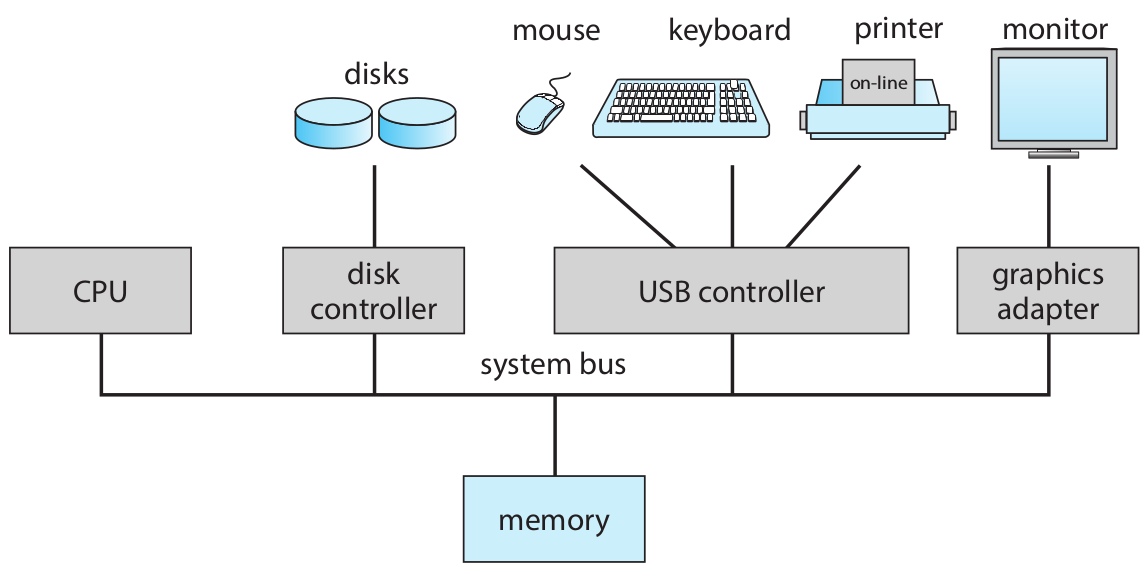 mouse
keyboard
printer
monitor
disks
on-line
CPU
disk
controller
USB controller
graphics
adapter
system bus
memory